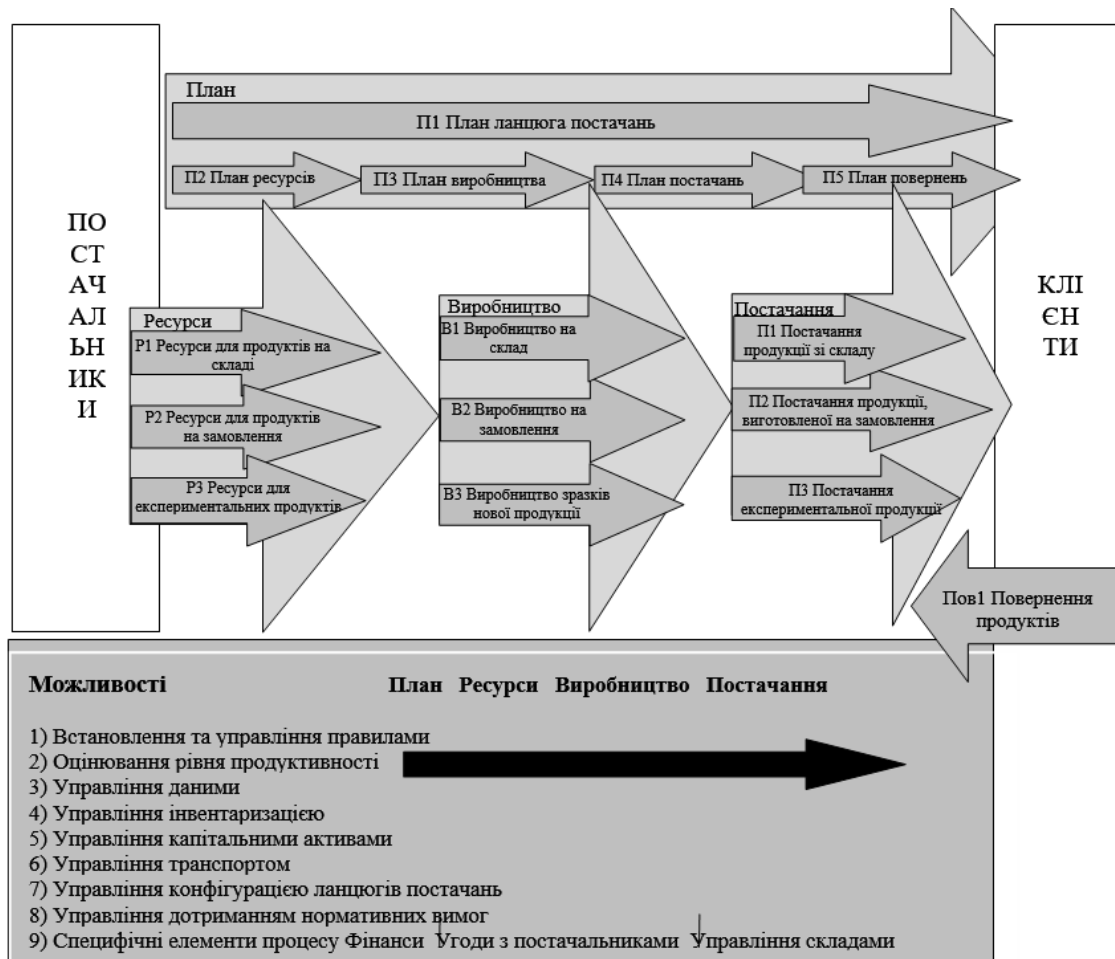 План
П1 План ланцюга постачань
П2 План ресурсів
П3 План виробництва
П4 План постачань
П5 План повернень
ПО
СТ
АЧ
АЛ
ЬН
ИК
И
КЛІ
ЄН
ТИ
Ресурси
Р1 Ресурси для продуктів на
складі
Р2 Ресурси для продуктів
на замовлення
Р3 Ресурси для
експериментальних продуктів
Виробництво
В1 Виробництво на
склад
В2 Виробництво на
замовлення
В3 Виробництво зразків
нової продукції
Постачання
П1 Постачання
продукції зі складу
П2 Постачання продукції,
виготовленої на замовлення
П3 Постачання
експериментальної продукції
Пов1 Повернення
продуктів
Можливості План Ресурси Виробництво Постачання
1) Встановлення та управління правилами
2) Оцінювання рівня продуктивності
3) Управління даними
4) Управління інвентаризацією
5) Управління капітальними активами
6) Управління транспортом
7) Управління конфігурацією ланцюгів постачань
8) Управління дотриманням нормативних вимог
9) Специфічні елементи процесу Фінанси Угоди з постачальниками Управління складами